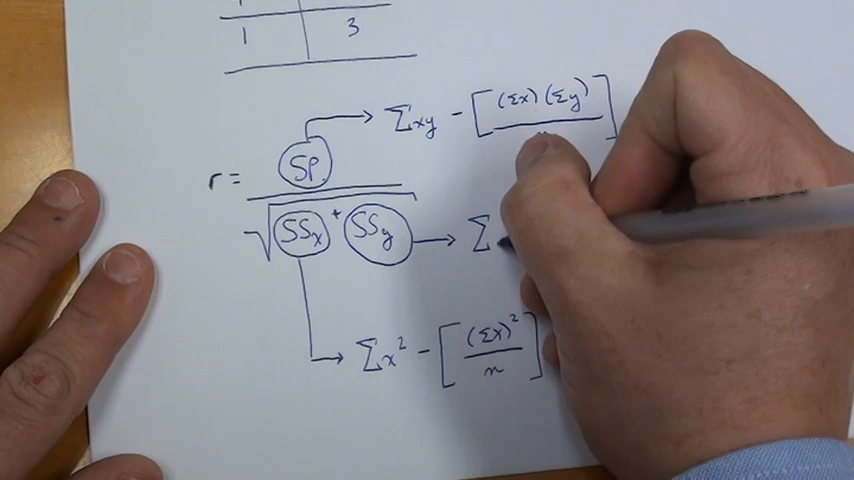 1 3
Σxy - [(Σx)(Σy)]
r = SP
√SSx * SSy → Σ
Σx² - [(Σx)²/n]